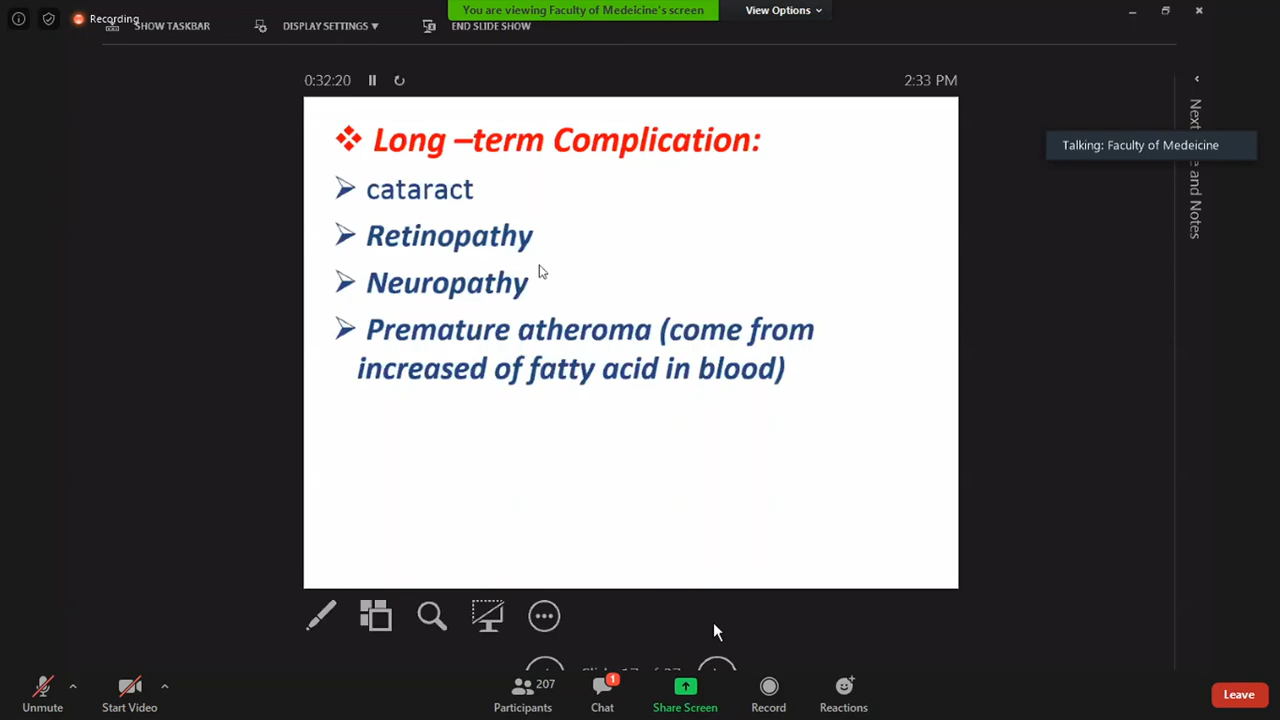 You are viewing Faculty of Medeicine's screen
View Options
Recording
SHOW TASKBAR
DISPLAY SETTINGS
END SLIDE SHOW
0:32:20
2:33 PM
Long –term Complication:
cataract
Retinopathy
Neuropathy
Premature atheroma (come from
increased of fatty acid in blood)
Talking: Faculty of Medeicine
Next
and Notes
Unmute
Start Video
207
Participants
1
Chat
Share Screen
Record
Reactions
Leave